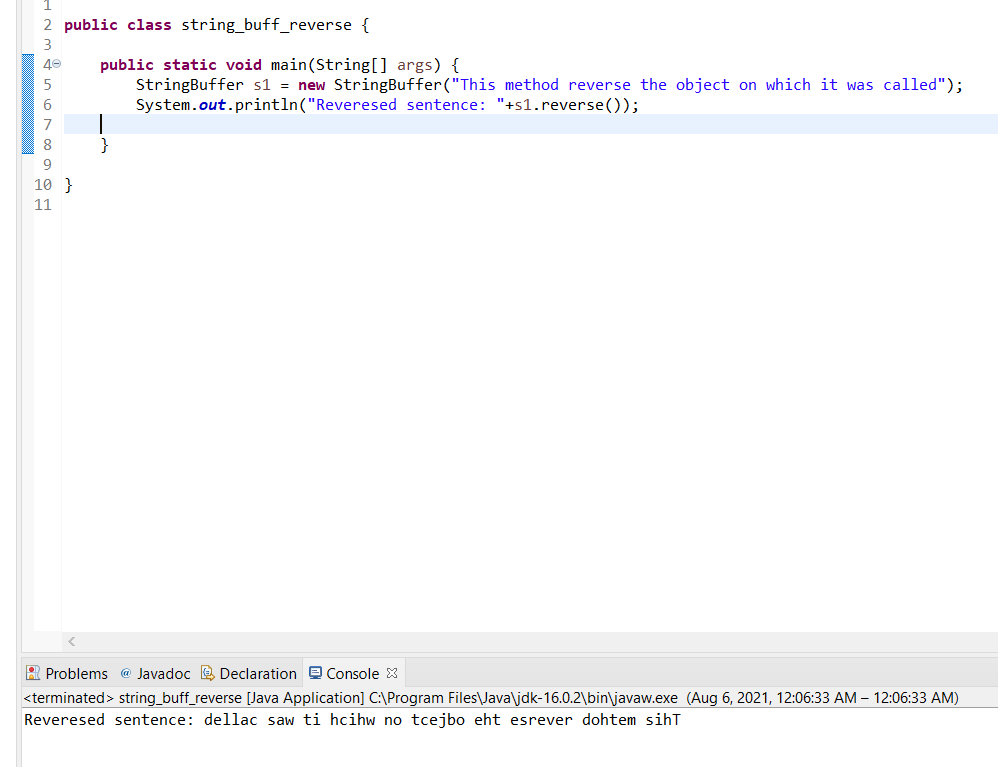 1
2 public class string_buff_reverse {
3
4 public static void main(String[] args) {
5 StringBuffer s1 = new StringBuffer("This method reverse the object on which it was called");
6 System.out.println("Reveresed sentence: "+s1.reverse());
7
8 }
9
10 }
11
Problems @ Javadoc Declaration Console
<terminated> string_buff_reverse [Java Application] C:\Program Files\Java\jdk-16.0.2\bin\javaw.exe (Aug 6, 2021, 12:06:33 AM – 12:06:33 AM)
Reveresed sentence: dellac saw ti hcihw no tcejbo eht esrever dohtem sihT